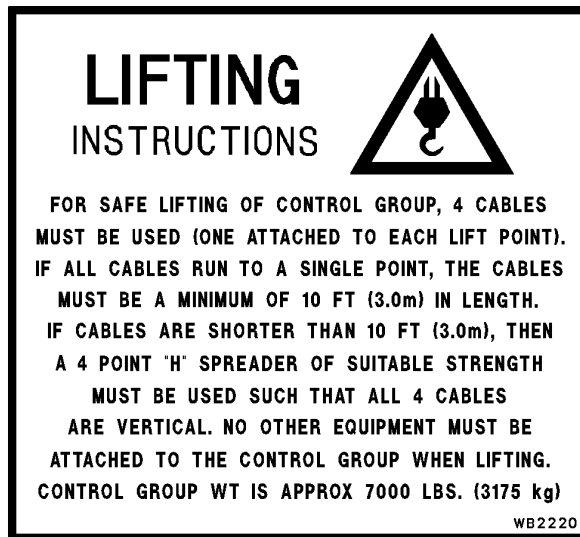 LIFTING
INSTRUCTIONS
FOR SAFE LIFTING OF CONTROL GROUP, 4 CABLES
MUST BE USED (ONE ATTACHED TO EACH LIFT POINT).
IF ALL CABLES RUN TO A SINGLE POINT, THE CABLES
MUST BE A MINIMUM OF 10 FT (3.0m) IN LENGTH.
IF CABLES ARE SHORTER THAN 10 FT (3.0m), THEN
A 4 POINT "H" SPREADER OF SUITABLE STRENGTH
MUST BE USED SUCH THAT ALL 4 CABLES
ARE VERTICAL. NO OTHER EQUIPMENT MUST BE
ATTACHED TO THE CONTROL GROUP WHEN LIFTING.
CONTROL GROUP WT IS APPROX 7000 LBS. (3175 kg)
WB2220